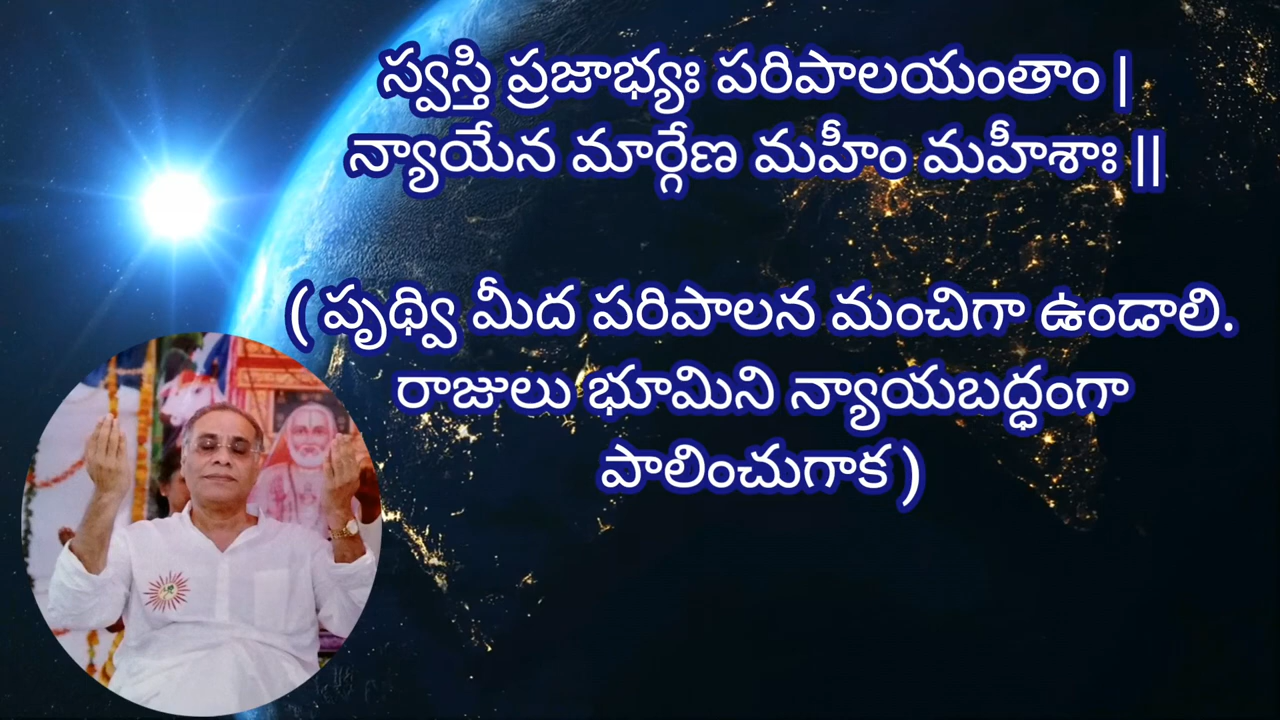 స్వస్తి ప్రజాభ్యః పరిపాలయంతాం |
న్యాయేన మార్గేణ మహీం మహీశాః ||
( పృథ్వి మీద పరిపాలన మంచిగా ఉండాలి.
రాజులు భూమిని న్యాయబద్ధంగా
పాలించుగాక )